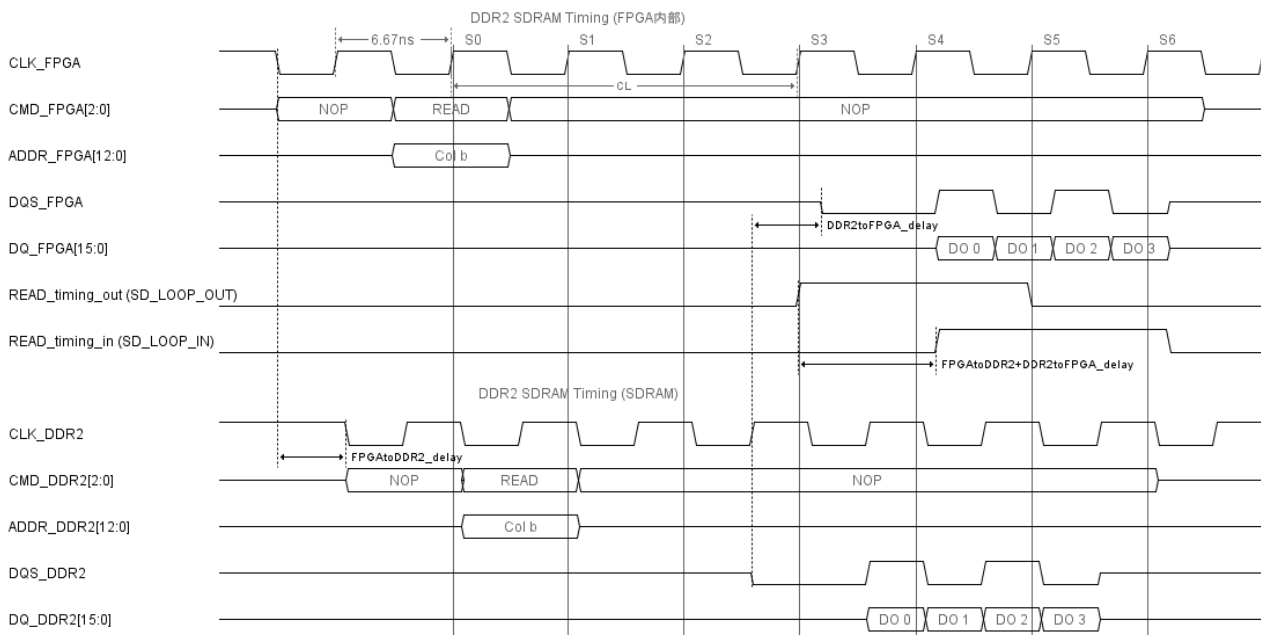 DDR2 SDRAM Timing (FPGA内部)
6.67ns S0 S1 S2 S3 S4 S5 S6
CLK_FPGA
CL
CMD_FPGA[2:0] NOP READ NOP
ADDR_FPGA[12:0] Col b
DQS_FPGA
DDR2toFPGA_delay
DQ_FPGA[15:0] DO 0 DO 1 DO 2 DO 3
READ_timing_out (SD_LOOP_OUT)
READ_timing_in (SD_LOOP_IN)
FPGAtoDDR2+DDR2toFPGA_delay
DDR2 SDRAM Timing (SDRAM)
CLK_DDR2
FPGAtoDDR2_delay
CMD_DDR2[2:0] NOP READ NOP
ADDR_DDR2[12:0] Col b
DQS_DDR2
DQ_DDR2[15:0] DO 0 DO 1 DO 2 DO 3